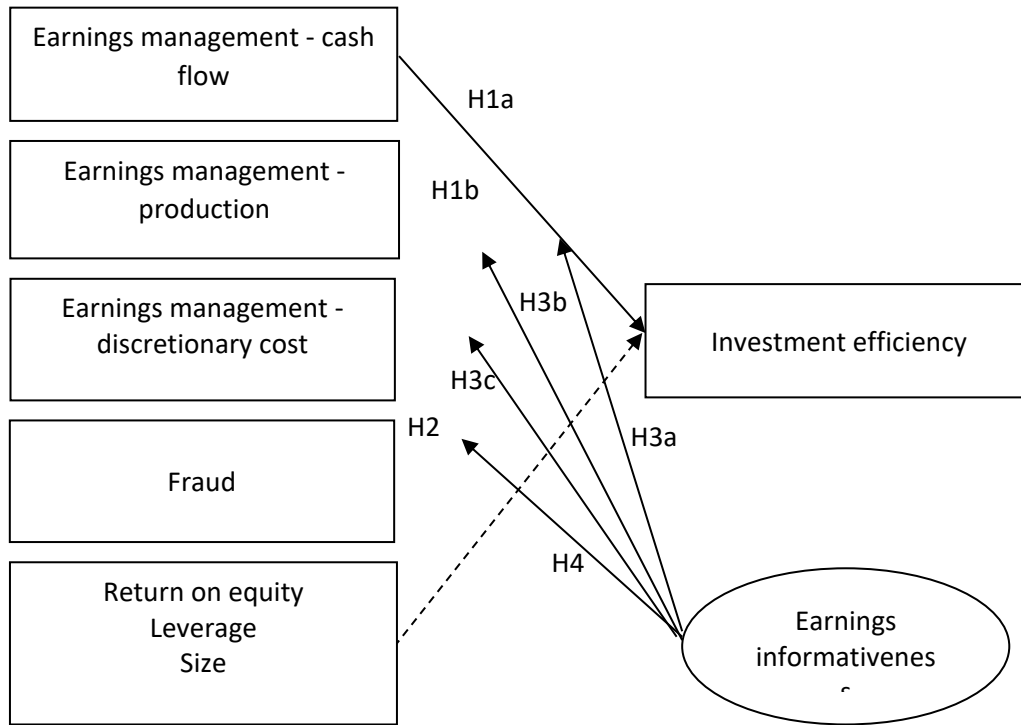 Earnings management - cash
flow
H1a
Earnings management -
production
H1b
Earnings management -
discretionary cost
H3b
Investment efficiency
H3c
H2
H3a
Fraud
H4
Return on equity
Leverage
Size
Earnings
informativenes
s